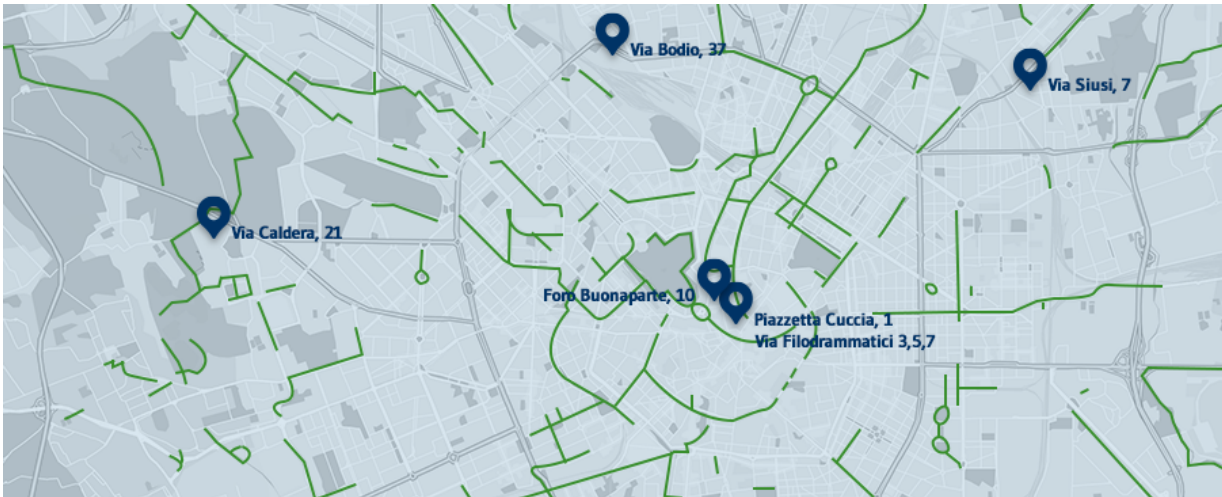 Via Bodio, 37
Via Siusi, 7
Via Caldera, 21
Foro Buonaparte, 10
Piazzetta Cuccia, 1
Via Filodrammatici 3,5,7